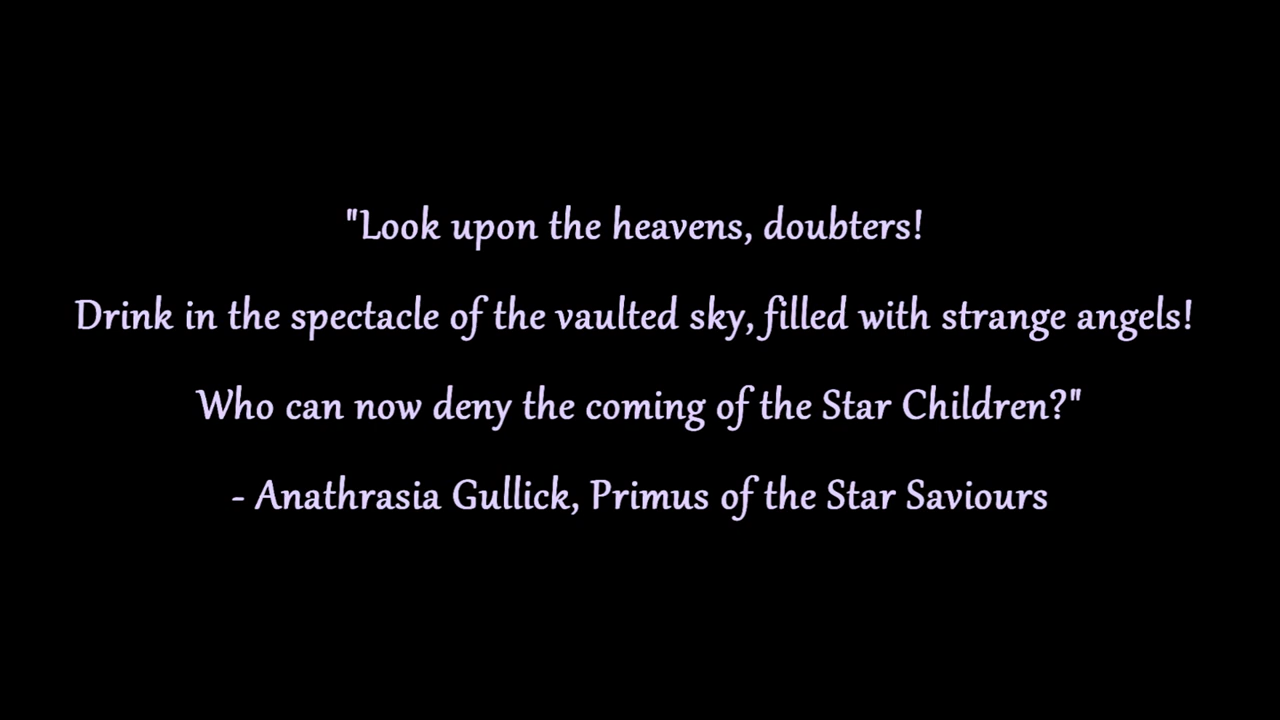 "Look upon the heavens, doubters!
Drink in the spectacle of the vaulted sky, filled with strange angels!
Who can now deny the coming of the Star Children?"
- Anathrasia Gullick, Primus of the Star Saviours